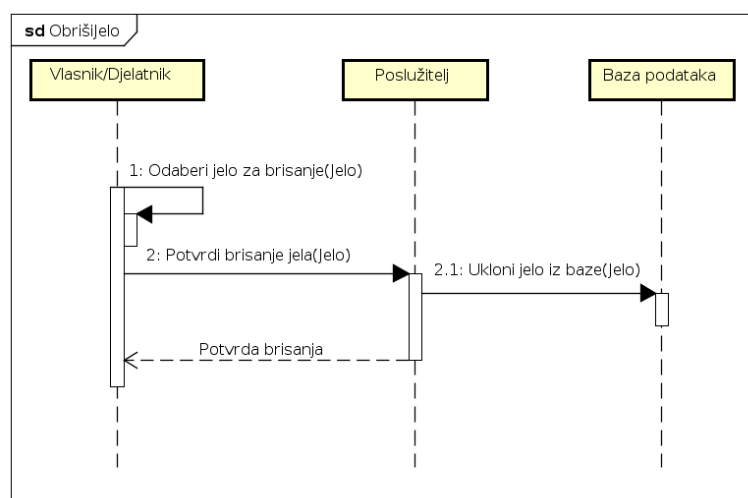 sd ObrišiJelo
Vlasnik/Djelatnik
Poslužitelj
Baza podataka
1: Odaberi jelo za brisanje(Jelo)
2: Potvrdi brisanje jela(Jelo)
2.1: Ukloni jelo iz baze(Jelo)
Potvrda brisanja